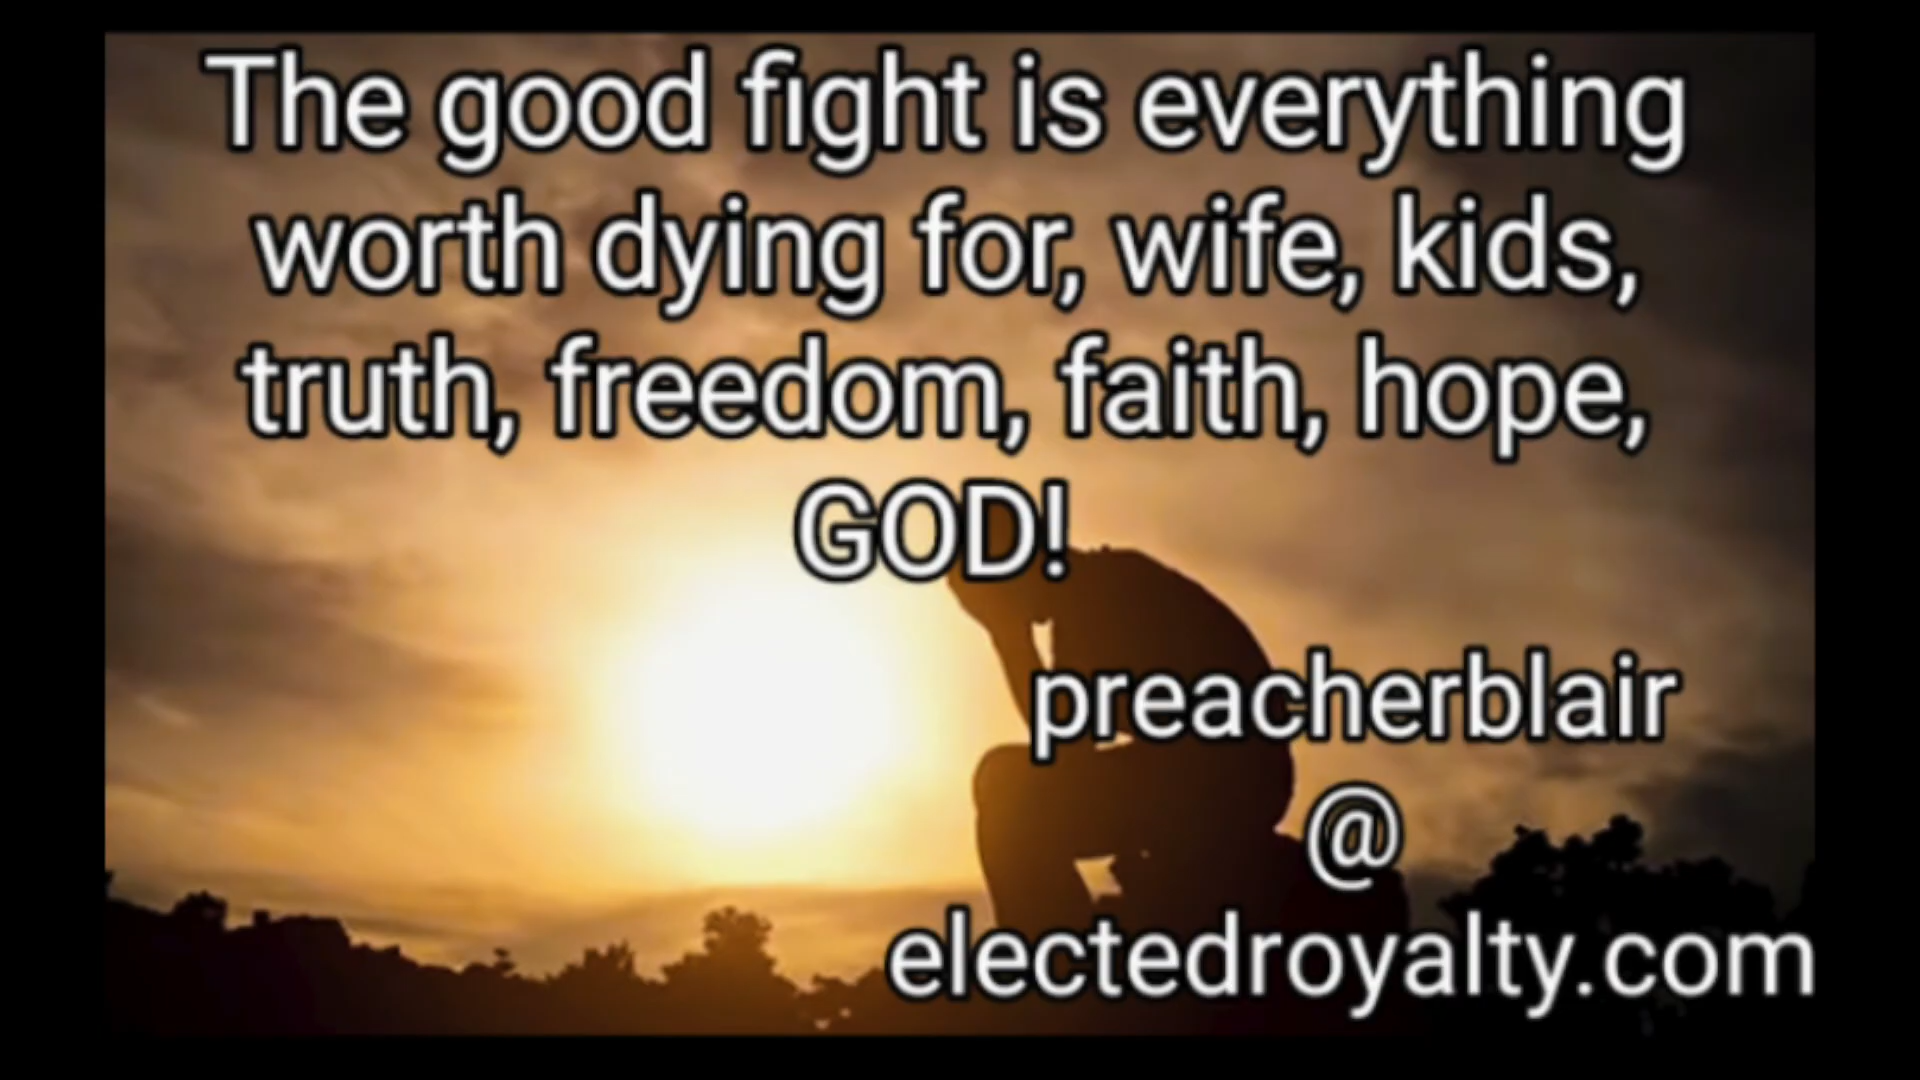 The good fight is everything
worth dying for, wife, kids,
truth, freedom, faith, hope,
GOD!
preacherblair
@
electedroyalty.com